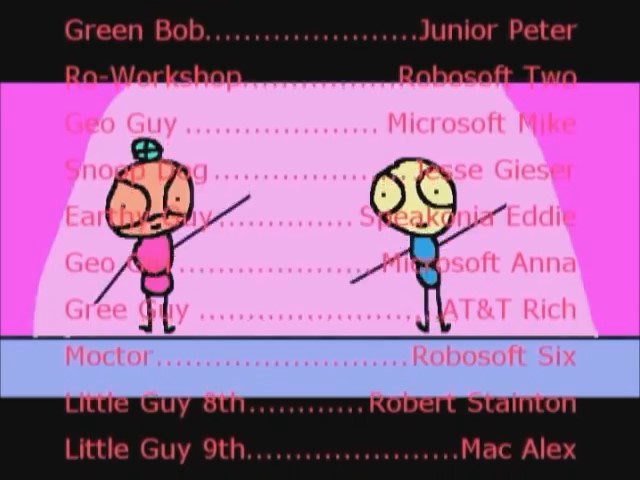 Green Bob.....................Junior Peter
Ro-Workshop...............Robosoft Two
Geo Guy ................... Microsoft Mike
Snoop Dog...................Jesse Gieser
Earthy Guy..............Speakonia Eddie
Geo Guy....................Microsoft Anna
Gree Guy ........................AT&T Rich
Moctor.........................Robosoft Six
Little Guy 8th............Robert Stainton
Little Guy 9th.....................Mac Alex